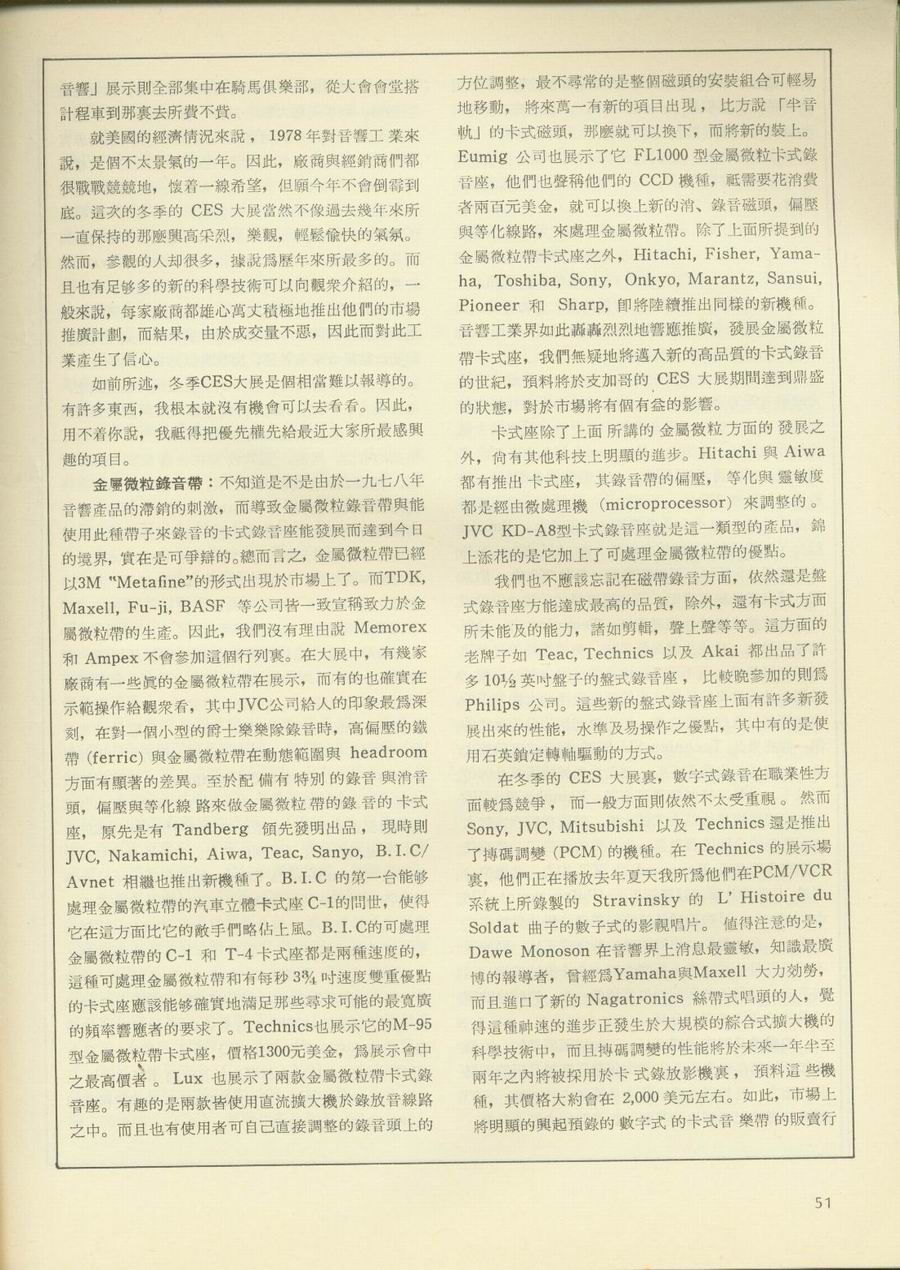 音響」展示則全部集中在騎馬俱樂部，從大會會堂搭
計程車到那裏去所費不貲。
就美國的經濟情況來說，1978年對音響工業來
說，是個不太景氣的一年。因此，廠商與經銷商們都
很戰戰競競地，懷着一線希望，但願今年不會倒霉到
底。這次的冬季的 CES 大展當然不像過去幾年來所
一直保持的那麼興高采烈，樂觀，輕鬆愉快的氣氛。
然而，參觀的人却很多，據說爲歷年來所最多的。而
且也有足够多的新的科學技術可以向觀衆介紹的，一
般來說，每家廠商都雄心萬丈積極地推出他們的市場
推廣計劃，而結果，由於成交量不惡，因此而對此工
業產生了信心。
如前所述，冬季CES大展是個相當難以報導的。
有許多東西，我根本就沒有機會可以去看看。因此，
用不着你說，我祗得把優先權先給最近大家所最感興
趣的項目。
金屬微粒錄音帶：不知道是不是由於一九七八年
音響產品的滯銷的刺激，而導致金屬微粒錄音帶與能
使用此種帶子來錄音的卡式錄音座能發展而達到今日
的境界，實在是可爭辯的。總而言之，金屬微粒帶已經
以3M “Metafine”的形式出現於市場上了。而TDK,
Maxell, Fu-ji, BASF 等公司皆一致宣稱致力於金
屬微粒帶的生產。因此，我們沒有理由說 Memorex
和 Ampex 不會參加這個行列裏。在大展中，有幾家
廠商有一些眞的金屬微粒帶在展示，而有的也確實在
示範操作給觀衆看，其中JVC公司給人的印象最爲深
刻，在對一個小型的爵士樂樂隊錄音時，高偏壓的鐵
帶 (ferric) 與金屬微粒帶在動態範圍與 headroom
方面有顯著的差異。至於配備有特別的錄音與消音
頭，偏壓與等化線路來做金屬微粒帶的錄音的卡式
座，原先是有 Tandberg 領先發明出品，現時則
JVC, Nakamichi, Aiwa, Teac, Sanyo, B.I.C/
Avnet 相繼也推出新機種了。B.I.C 的第一台能够
處理金屬微粒帶的汽車立體卡式座 C-1的問世，使得
它在這方面比它的敵手們略佔上風。B.I.C的可處理
金屬微粒帶的 C-1 和 T-4 卡式座都是兩種速度的，
這種可處理金屬微粒帶和有每秒 3¾ 吋速度雙重優點
的卡式座應該能够確實地滿足那些尋求可能的最寬廣
的頻率響應者的要求了。Technics也展示它的M-95
型金屬微粒帶卡式座，價格1300元美金，爲展示會中
之最高價者。Lux 也展示了兩款金屬微粒帶卡式錄
音座。有趣的是兩款皆使用直流擴大機於錄放音線路
之中。而且也有使用者可自己直接調整的錄音頭上的
方位調整，最不尋常的是整個磁頭的安裝組合可輕易
地移動，將來萬一有新的項目出現，比方說「半音
軌」的卡式磁頭，那麼就可以換下，而將新的裝上。
Eumig 公司也展示了它 FL1000 型金屬微粒卡式錄
音座，他們也聲稱他們的 CCD 機種，祗需要花消費
者兩百元美金，就可以換上新的消、錄音磁頭，偏壓
與等化線路，來處理金屬微粒帶。除了上面所提到的
金屬微粒帶卡式座之外，Hitachi, Fisher, Yama-
ha, Toshiba, Sony, Onkyo, Marantz, Sansui,
Pioneer 和 Sharp, 卽將陸續推出同樣的新機種。
音響工業界如此轟轟烈烈地響應推廣，發展金屬微粒
帶卡式座，我們無疑地將邁入新的高品質的卡式錄音
的世紀，預料將於支加哥的 CES 大展期間達到鼎盛
的狀態，對於市場將有個有益的影響。
卡式座除了上面所講的金屬微粒方面的發展之
外，尙有其他科技上明顯的進步。Hitachi 與 Aiwa
都有推出卡式座，其錄音帶的偏壓，等化與靈敏度
都是經由微處理機 (microprocessor) 來調整的。
JVC KD-A8型卡式錄音座就是這一類型的產品，錦
上添花的是它加上了可處理金屬微粒帶的優點。
我們也不應該忘記在磁帶錄音方面，依然還是盤
式錄音座方能達成最高的品質，除外，還有卡式方面
所未能及的能力，諸如剪輯，聲上聲等等。這方面的
老牌子如 Teac, Technics 以及 Akai 都出品了許
多 10½ 英吋盤子的盤式錄音座，比較晚參加的則爲
Philips 公司。這些新的盤式錄音座上面有許多新發
展出來的性能，水準及易操作之優點，其中有的是使
用石英鎖定轉軸驅動的方式。
在冬季的 CES 大展裏，數字式錄音在職業性方
面較爲競爭，而一般方面則依然不太受重視。然而
Sony, JVC, Mitsubishi 以及 Technics 還是推出
了摶碼調變 (PCM) 的機種。在 Technics 的展示場
裏，他們正在播放去年夏天我所爲他們在PCM/VCR
系統上所錄製的 Stravinsky 的 L’ Histoire du
Soldat 曲子的數子式的影視唱片。值得注意的是，
Dawe Monoson 在音響界上消息最靈敏，知識最廣
博的報導者，曾經爲Yamaha與Maxell 大力効勞，
而且進口了新的 Nagatronics 絲帶式唱頭的人，覺
得這種神速的進步正發生於大規模的綜合式擴大機的
科學技術中，而且摶碼調變的性能將於未來一年半至
兩年之內將被採用於卡式錄放影機裏，預料這些機
種，其價格大約會在 2,000 美元左右。如此，市場上
將明顯的興起預錄的數字式的卡式音樂帶的販賣行
51